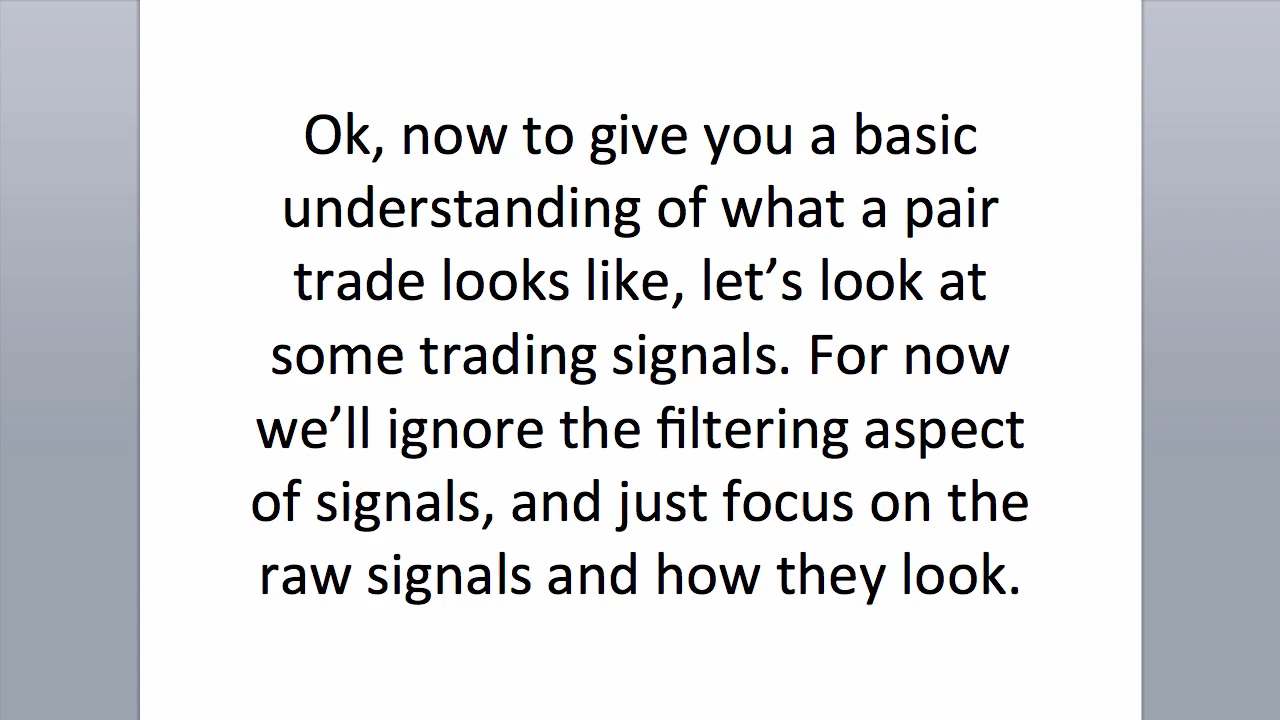 Ok, now to give you a basic
understanding of what a pair
trade looks like, let’s look at
some trading signals. For now
we’ll ignore the filtering aspect
of signals, and just focus on the
raw signals and how they look.